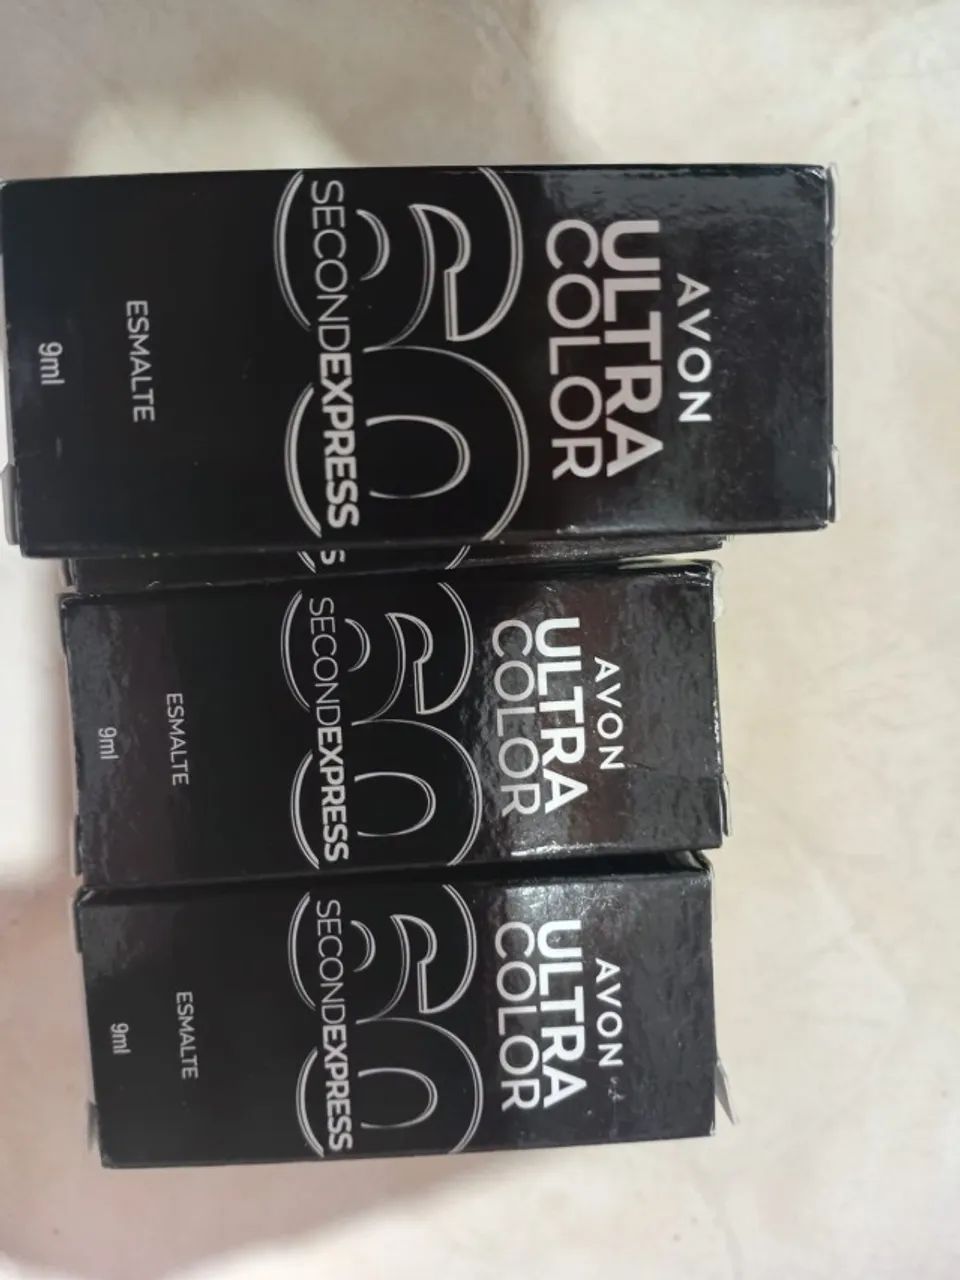 AVON
ULTRA
COLOR
60
SECONDEXPRESS
ESMALTE
9ml
S
AVON
ULTRA
COLOR
60
SECONDEXPRESS
ESMALTE
9ml
AVON
ULTRA
COLOR
60
SECONDEXPRESS
ESMALTE
9ml